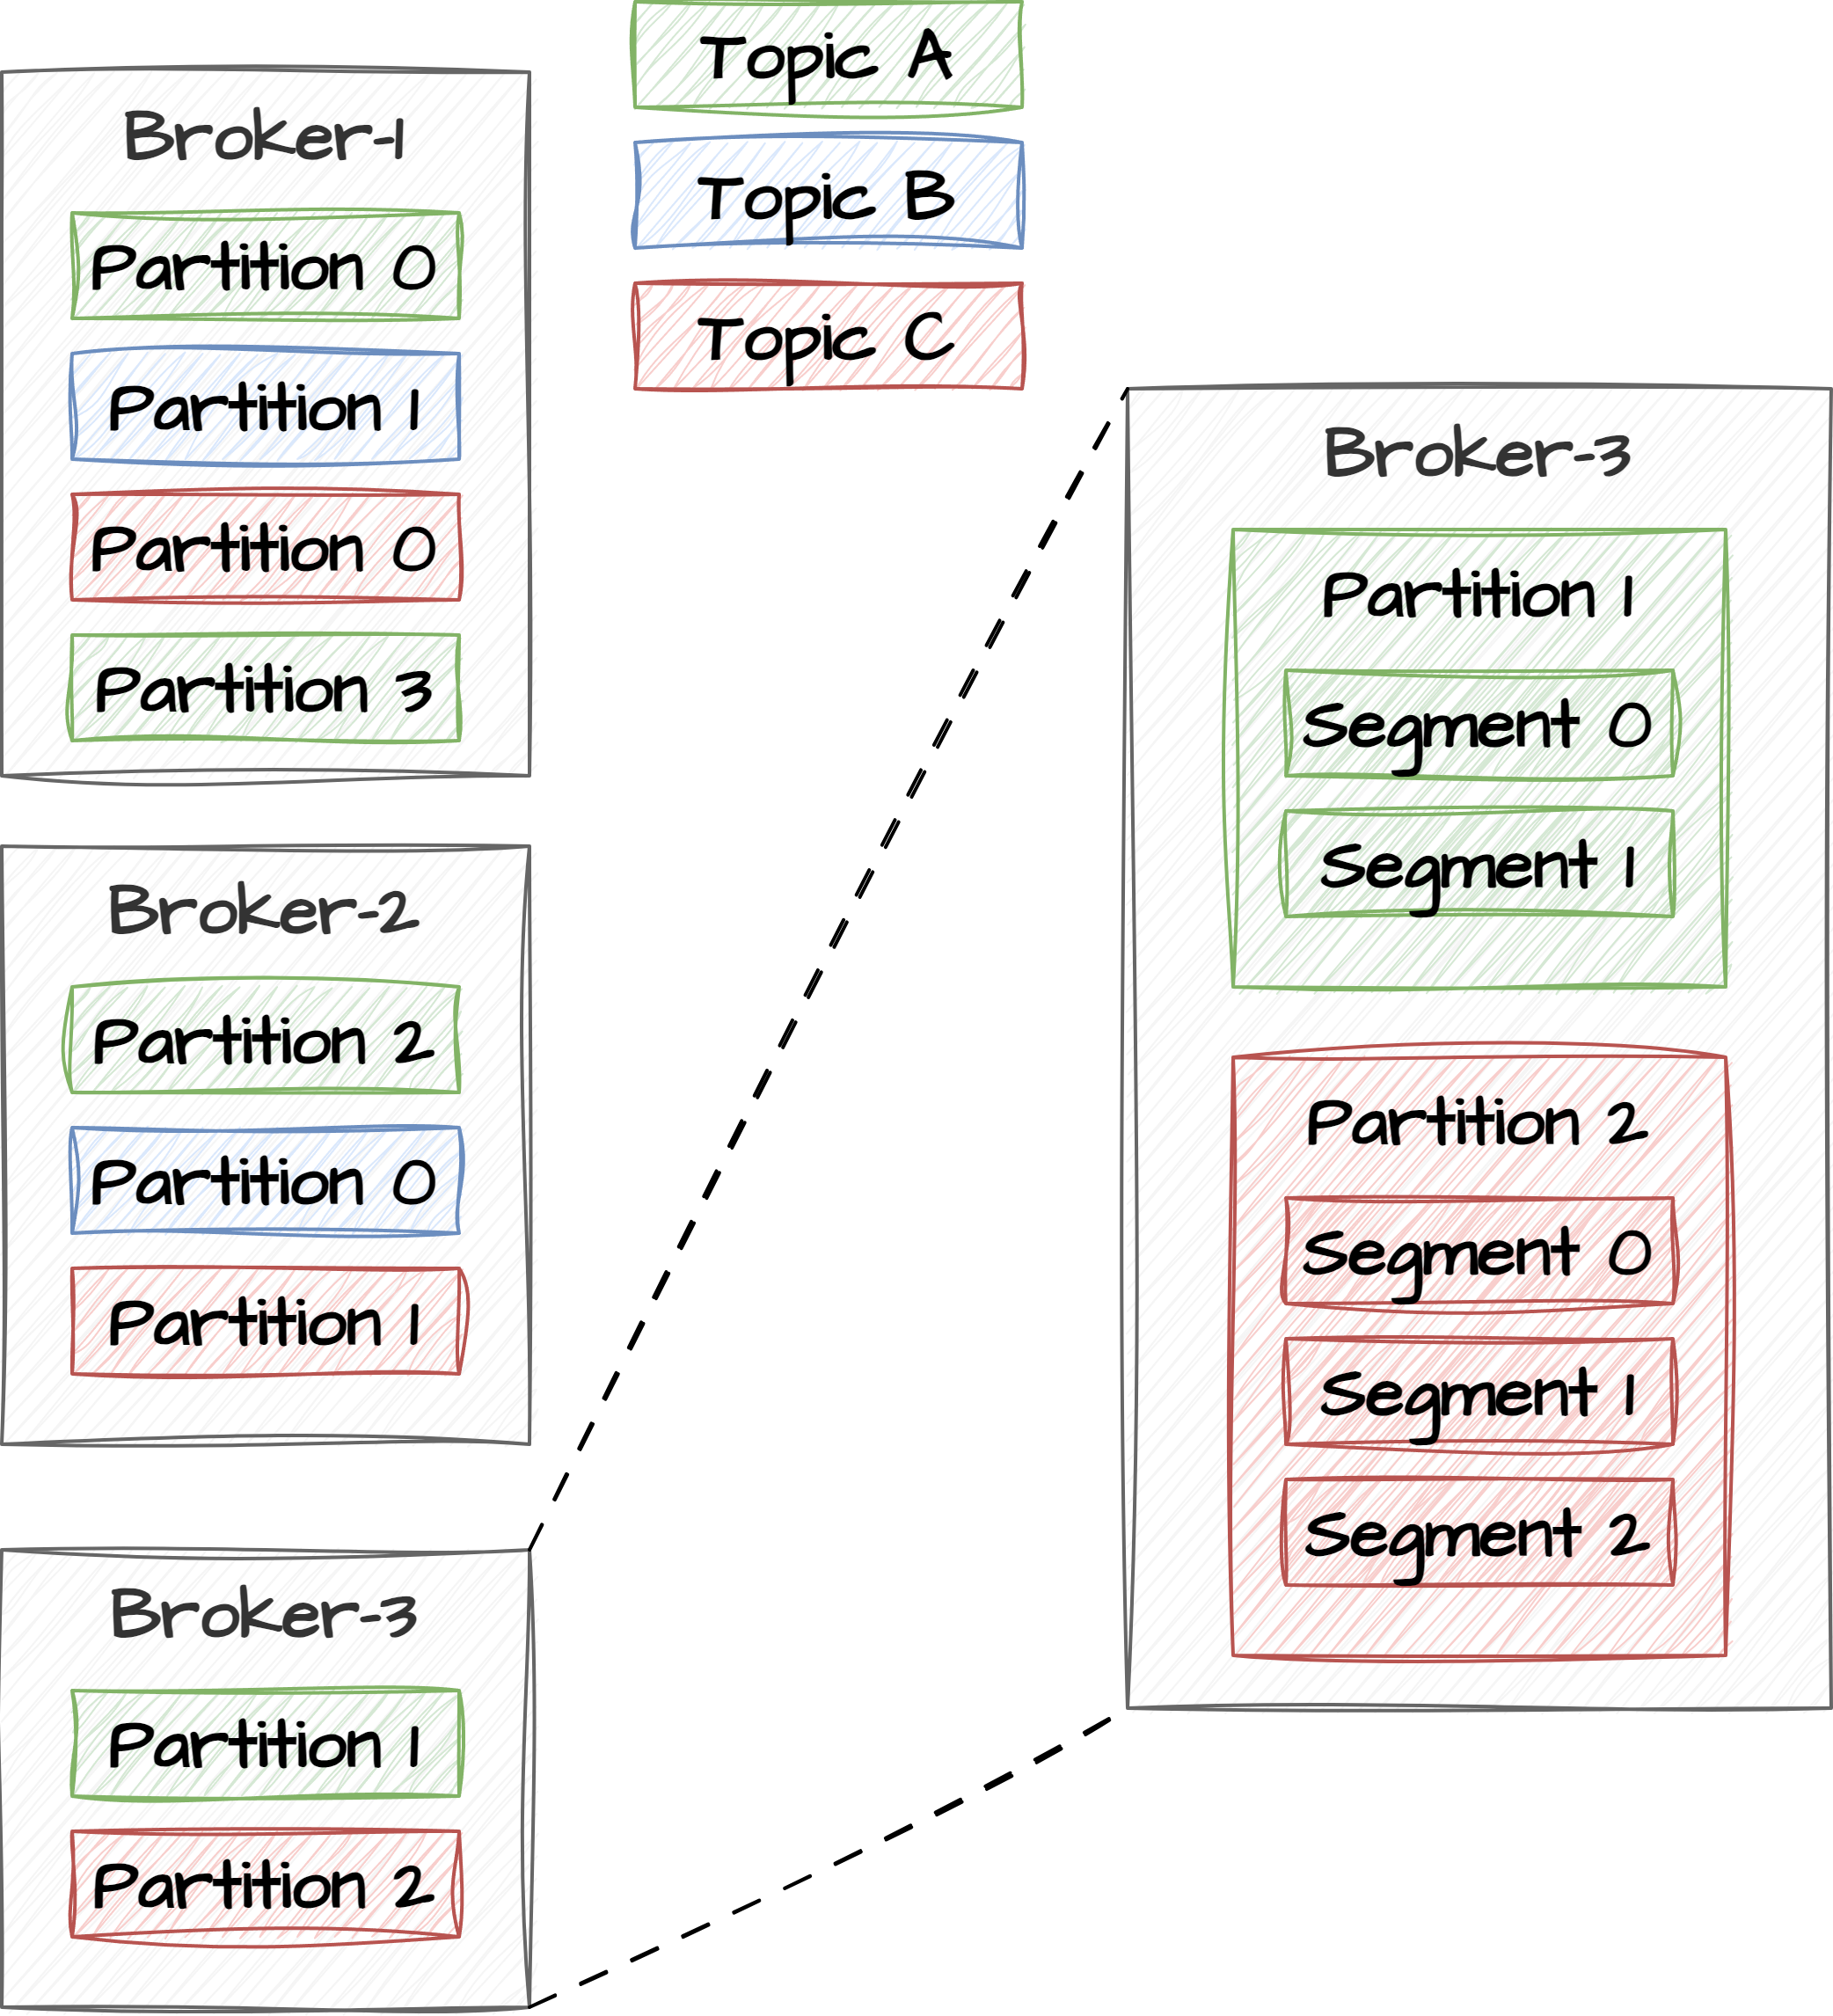 Topic A
Topic B
Topic C
Broker-1
Partition 0
Partition 1
Partition 0
Partition 3
Broker-2
Partition 2
Partition 0
Partition 1
Broker-3
Partition 1
Partition 2
Broker-3
Partition 1
Segment 0
Segment 1
Partition 2
Segment 0
Segment 1
Segment 2